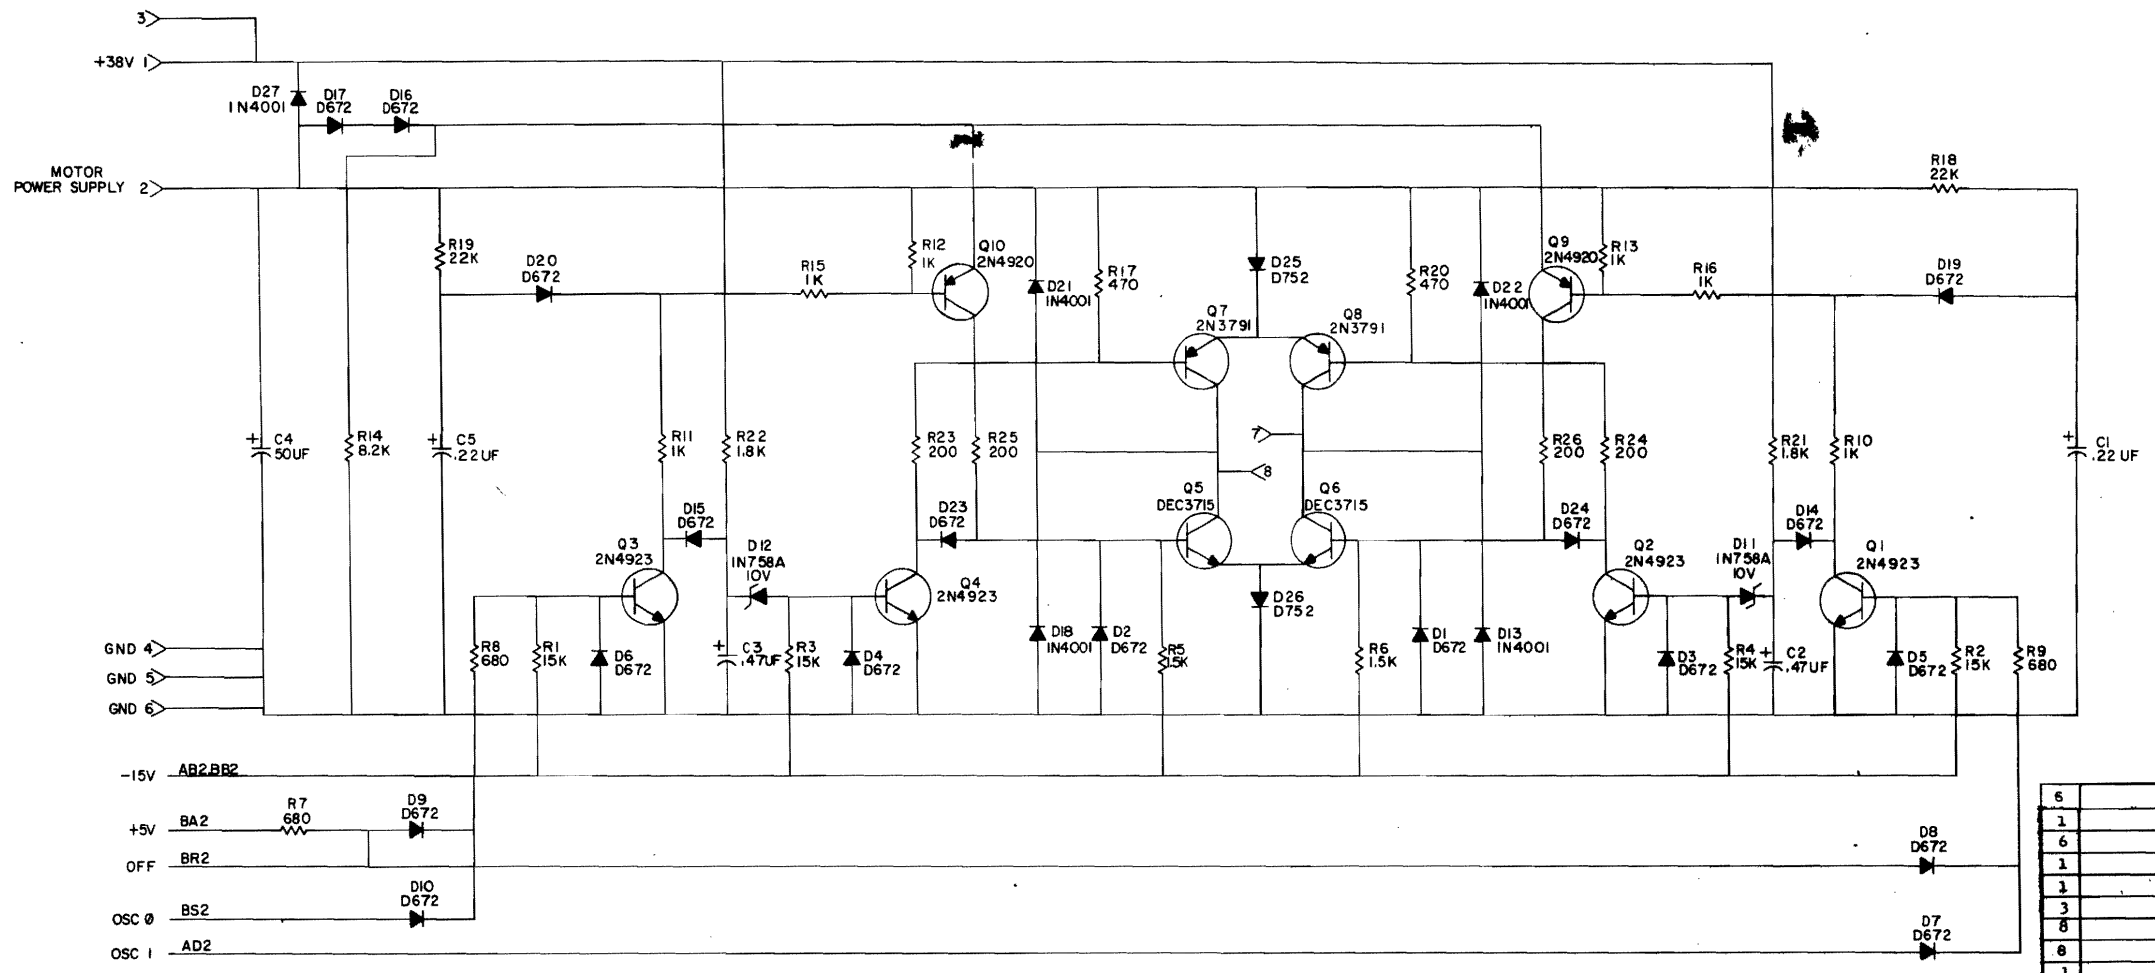 3
+38V 1
D27
1N4001
D17
D672
D16
D672
MOTOR
POWER SUPPLY 2
R18
22K
R19
22K
D20
D672
R15
1K
R12
1K
Q10
2N4920
D21
1N4001
R17
470
D25
D752
R20
470
D22
1N4001
Q9
2N4920
R13
1K
R16
1K
D19
D672
Q7
2N3791
Q8
2N3791
C4
50UF
R14
8.2K
C5
.22UF
R11
1K
R22
1.8K
R23
200
R25
200
7
8
R26
200
R24
200
R21
1.8K
R10
1K
C1
.22 UF
D15
D672
D23
D672
Q5
DEC3715
Q6
DEC3715
D24
D672
D14
D672
Q3
2N4923
D12
1N758A
10V
Q4
2N4923
D26
D752
Q2
2N4923
D11
1N758A
10V
Q1
2N4923
GND 4
GND 5
GND 6
R8
680
R1
15K
D6
D672
C3
.47UF
R3
15K
D4
D672
D18
1N4001
D2
D672
R5
1.5K
R6
1.5K
D1
D672
D13
1N4001
D3
D672
R4
15K
C2
.47UF
D5
D672
R2
15K
R9
680
-15V AB2,BB2
+5V BA2
R7
680
D9
D672
OFF BR2
D8
D672
OSC 0 BS2
D10
D672
OSC 1 AD2
D7
D672
6
1
6
1
1
3
8
8